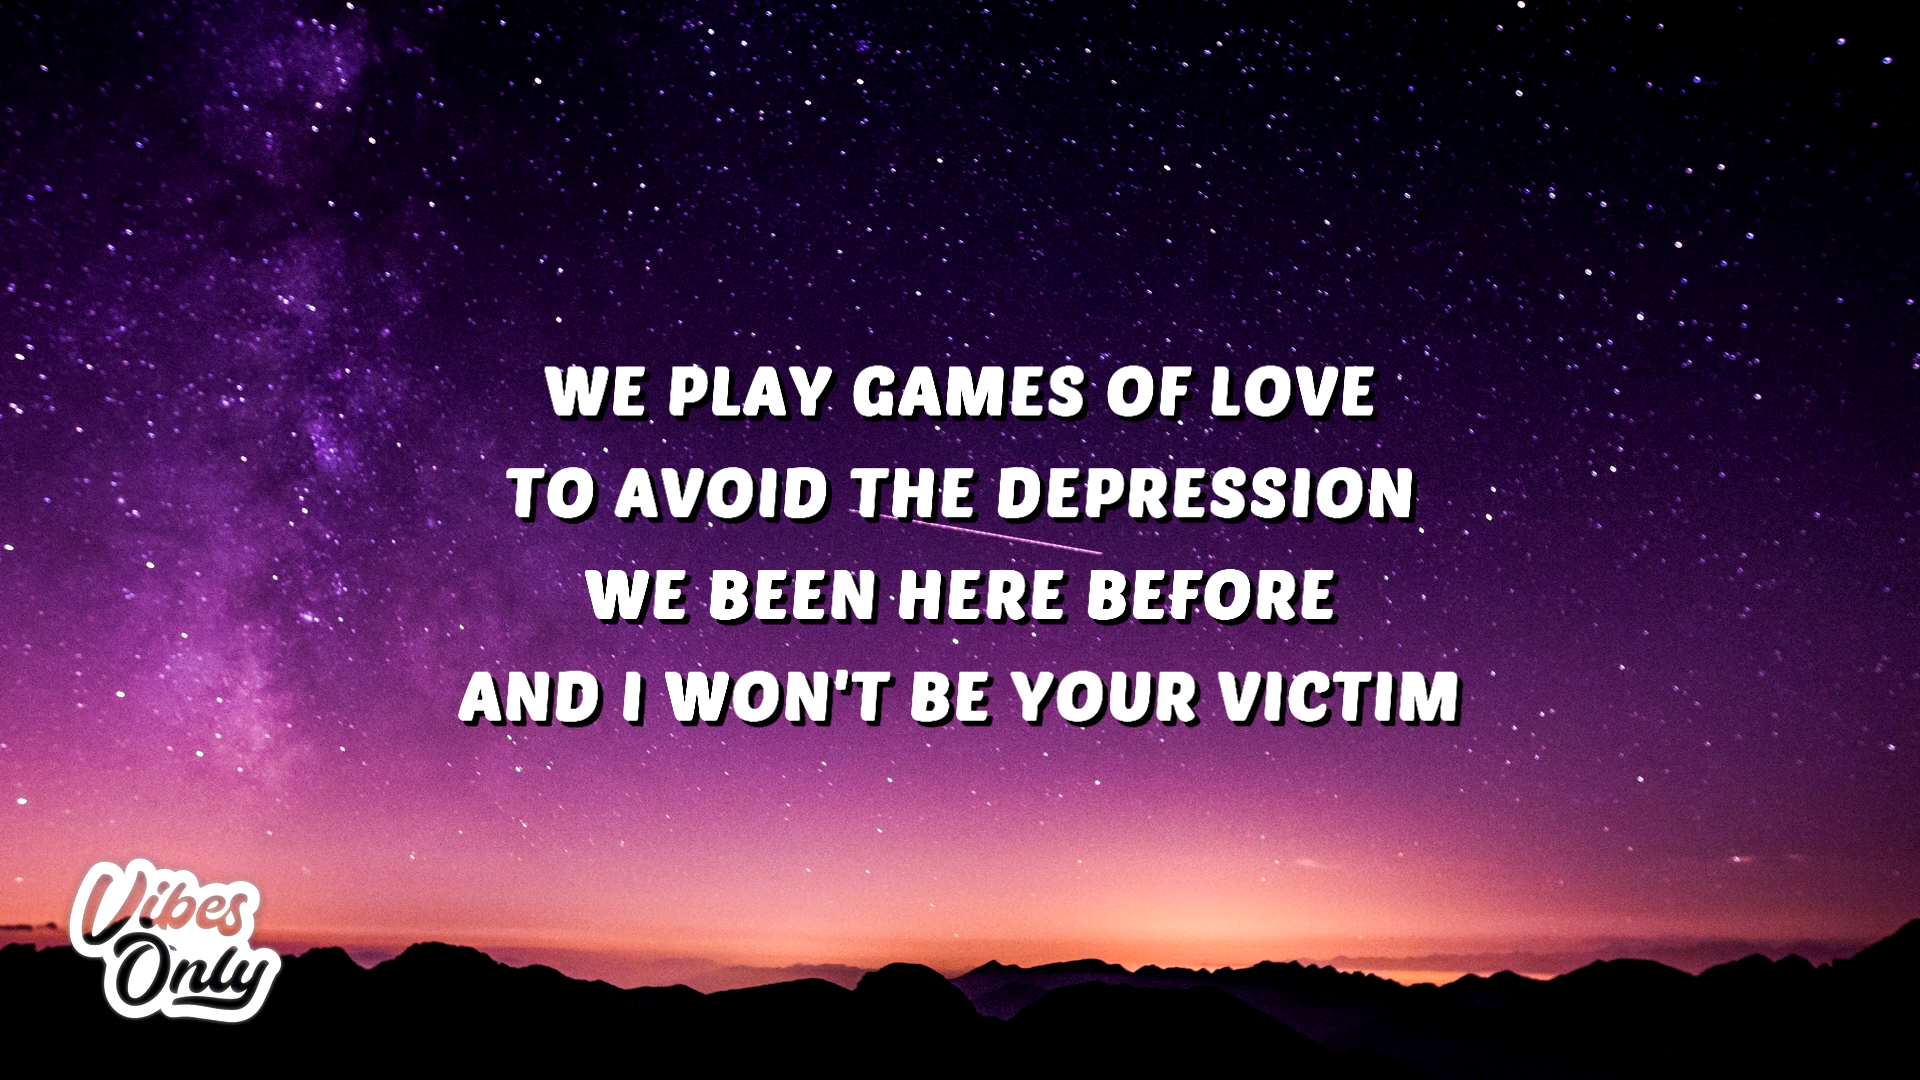 WE PLAY GAMES OF LOVE
TO AVOID THE DEPRESSION
WE BEEN HERE BEFORE
AND I WON'T BE YOUR VICTIM
Vibes
Only